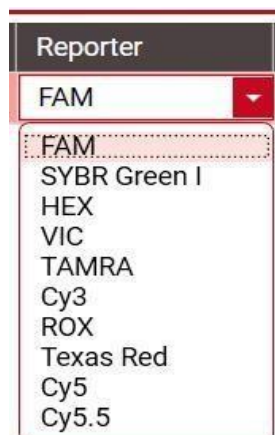 Reporter
FAM
FAM
SYBR Green I
HEX
VIC
TAMRA
Cy3
ROX
Texas Red
Cy5
Cy5.5